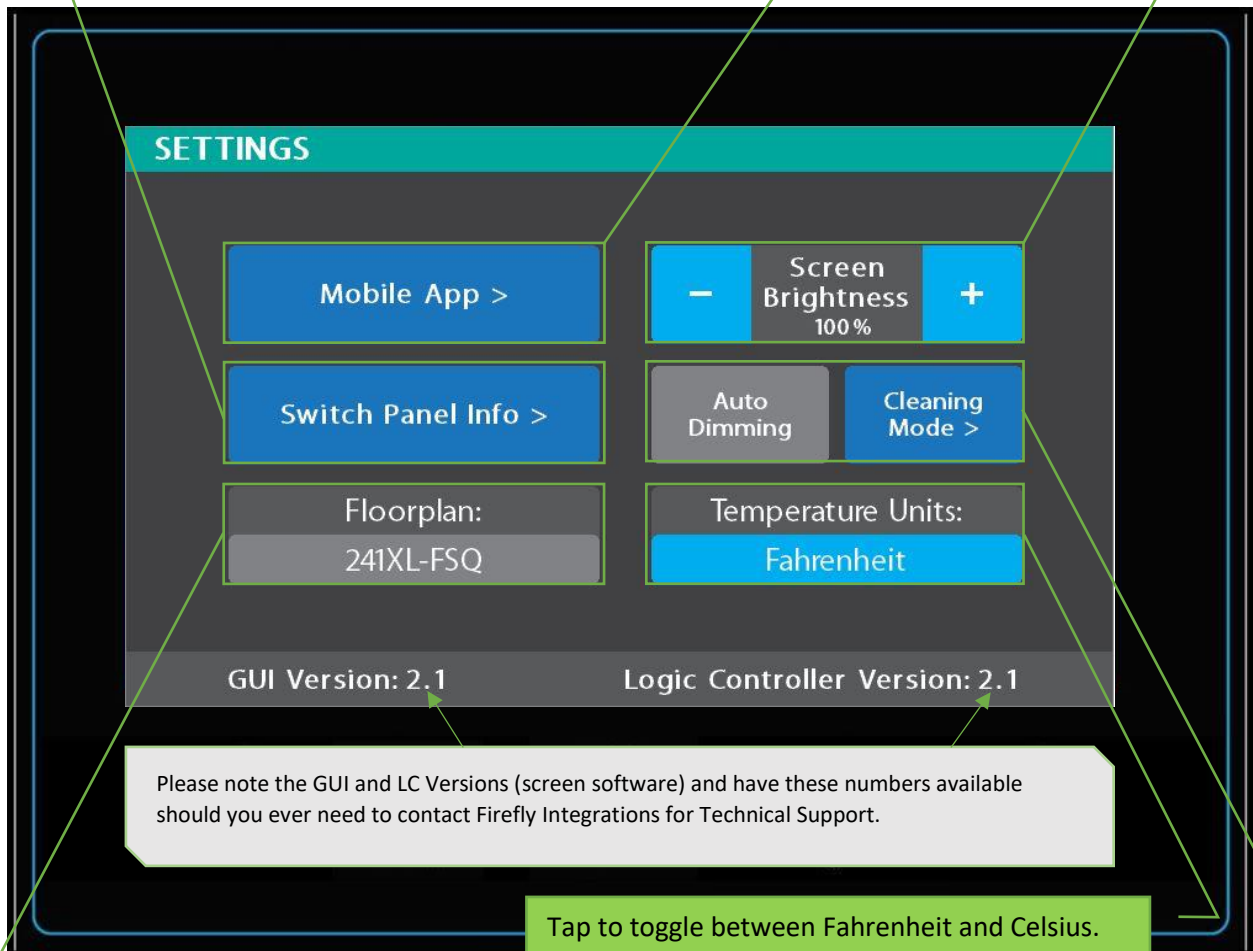 SETTINGS
Mobile App >
− Screen Brightness 100% +
Switch Panel Info >
Auto Dimming
Cleaning Mode >
Floorplan:
241XL-FSQ
Temperature Units:
Fahrenheit
GUI Version: 2.1
Logic Controller Version: 2.1
Please note the GUI and LC Versions (screen software) and have these numbers available
should you ever need to contact Firefly Integrations for Technical Support.
Tap to toggle between Fahrenheit and Celsius.